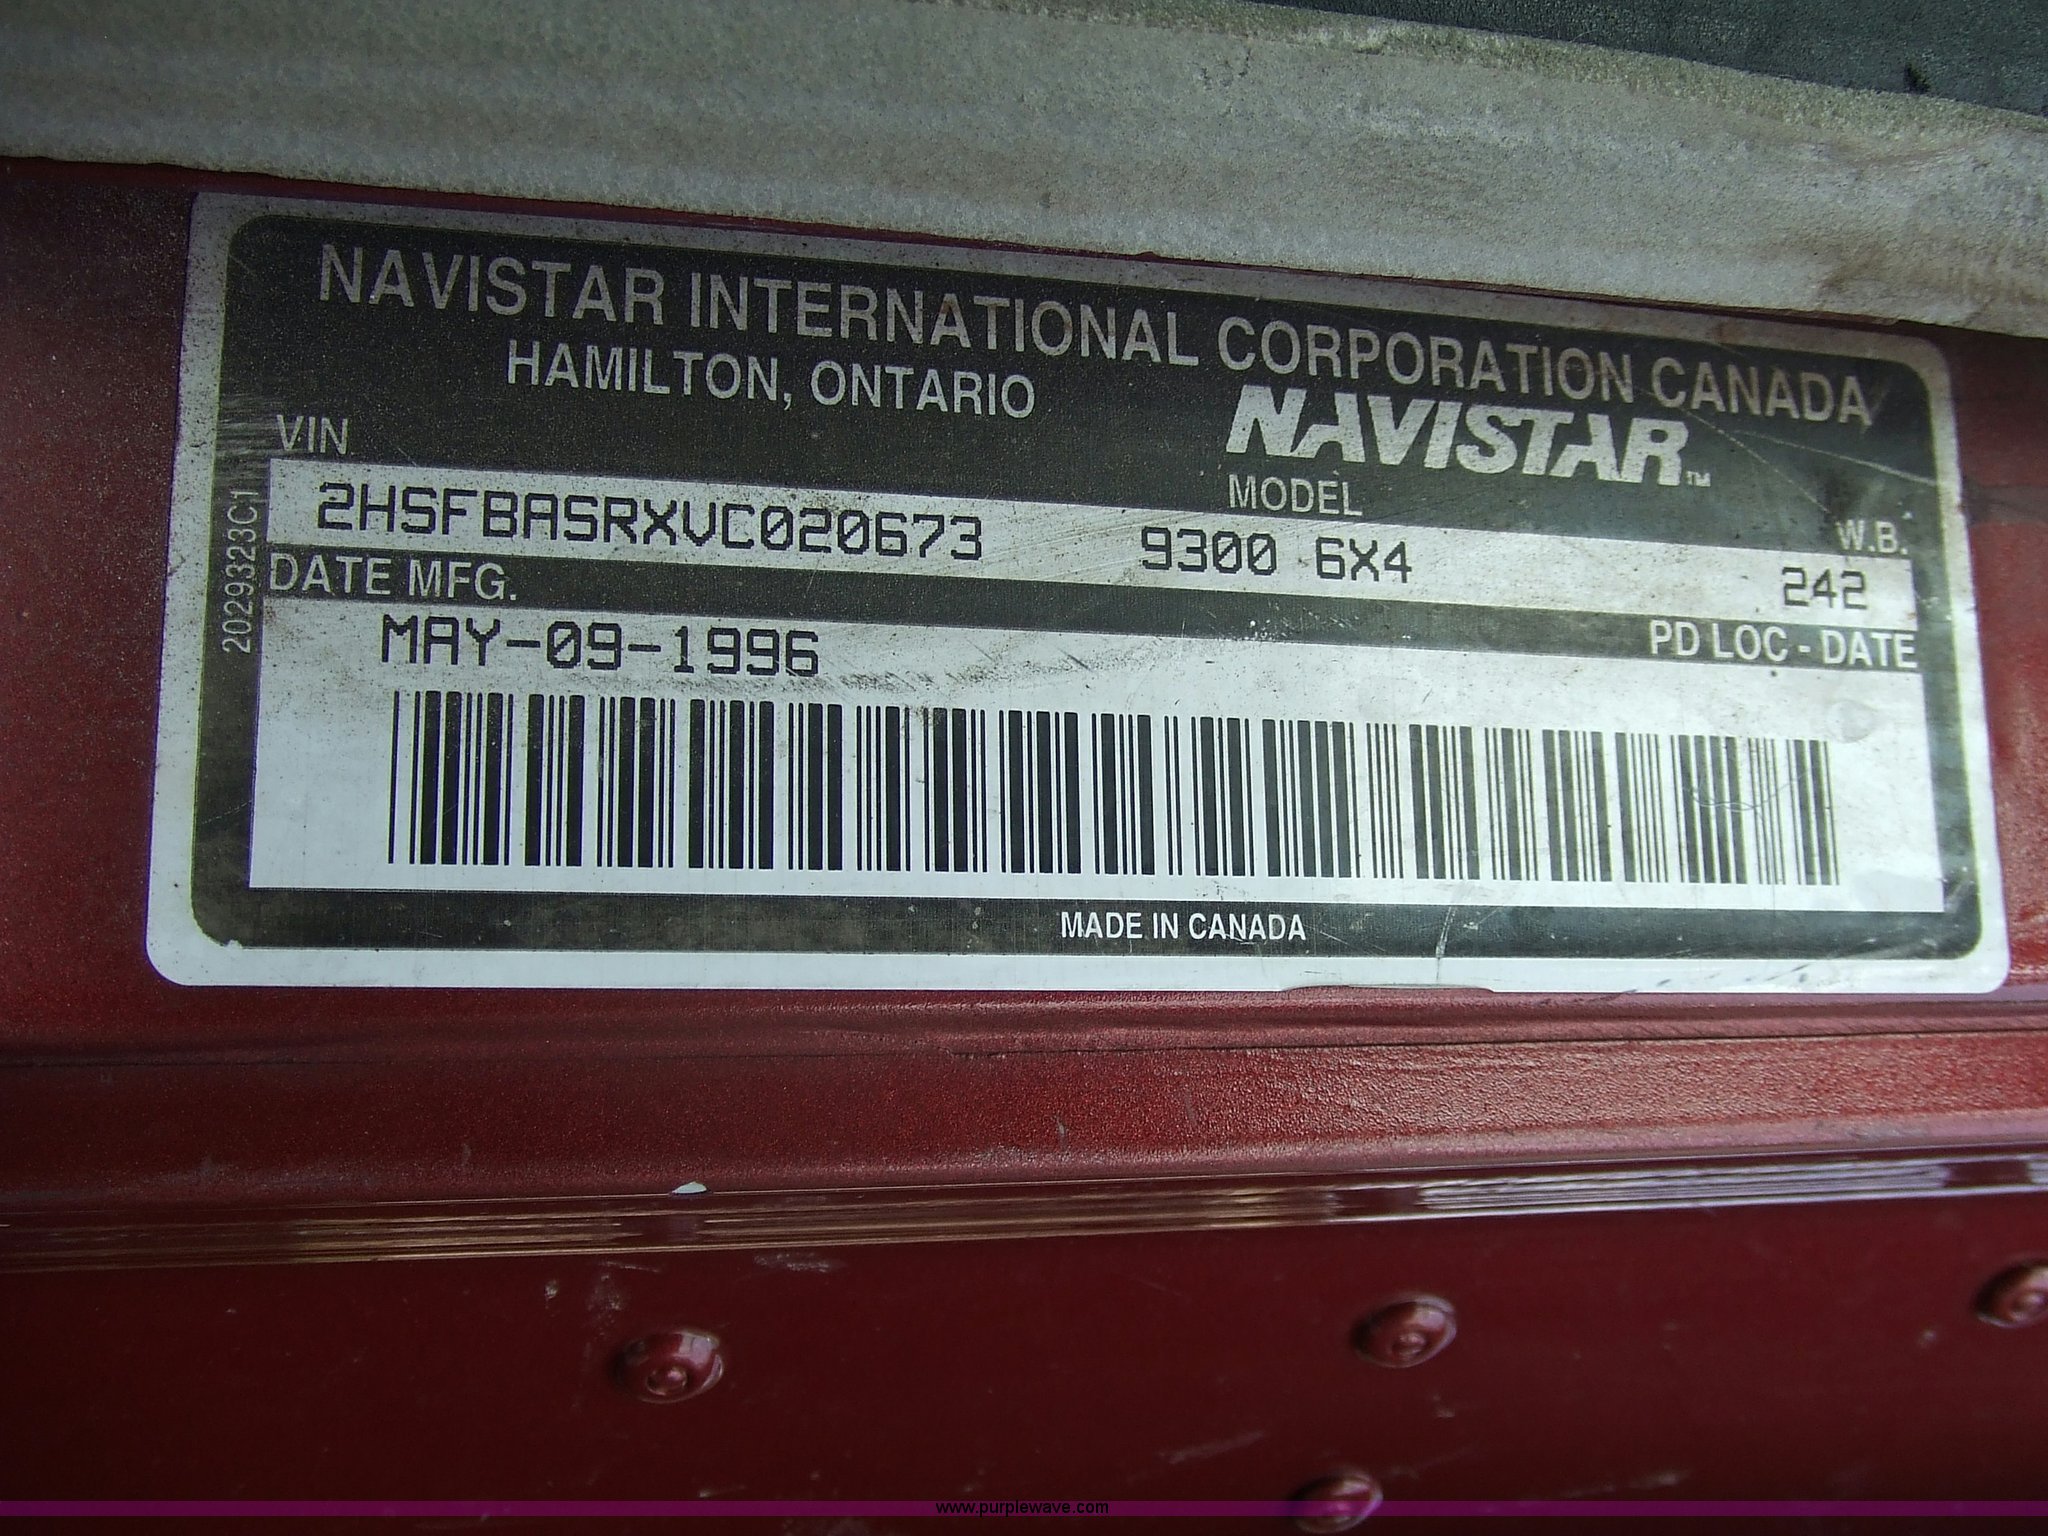 NAVISTAR INTERNATIONAL CORPORATION CANADA
HAMILTON, ONTARIO
NAVISTAR™
VIN
MODEL
W.B.
2HSFBASRXVC020673
9300 6X4
242
DATE MFG.
PD LOC - DATE
MAY-09-1996
2029323C1
MADE IN CANADA
www.purplewave.com